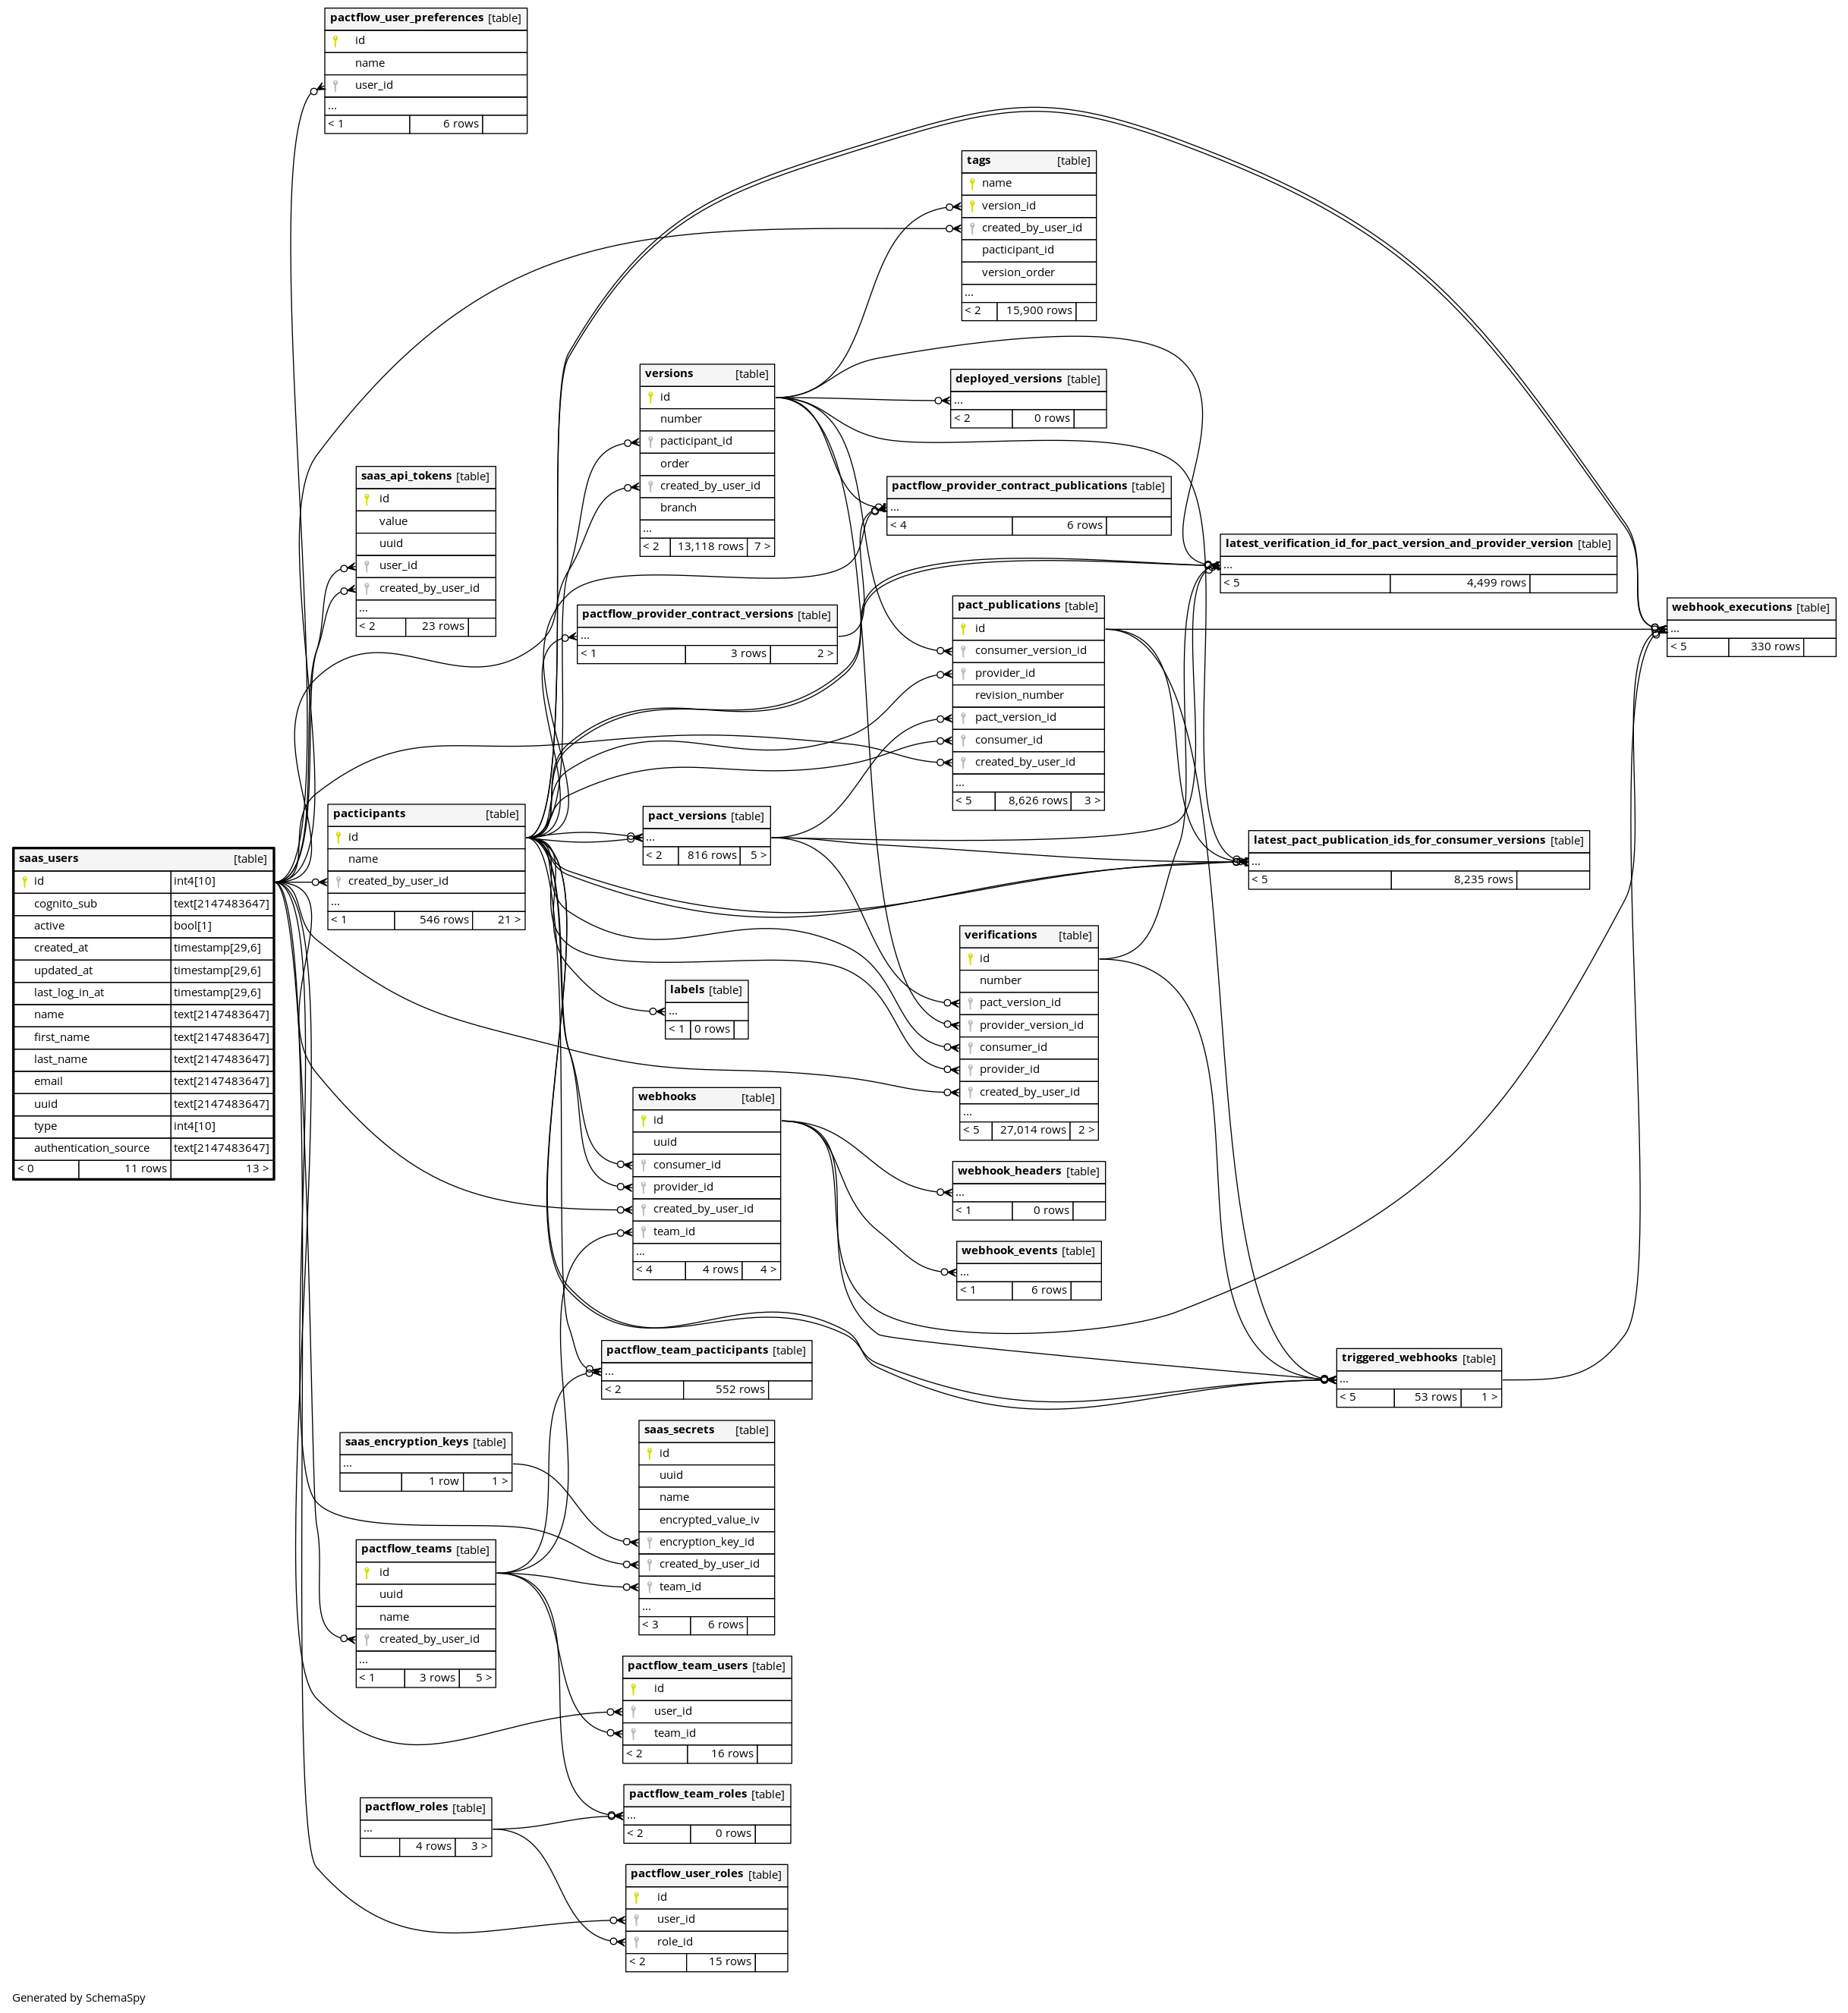 pactflow_user_preferences [table]
id
name
user_id
...
< 1 6 rows
tags [table]
name
version_id
created_by_user_id
pacticipant_id
version_order
...
< 2 15,900 rows
versions [table]
id
number
pacticipant_id
order
created_by_user_id
branch
...
< 2 13,118 rows 7 >
deployed_versions [table]
...
< 2 0 rows
saas_api_tokens [table]
id
value
uuid
user_id
created_by_user_id
...
< 2 23 rows
pactflow_provider_contract_publications [table]
...
< 4 6 rows
latest_verification_id_for_pact_version_and_provider_version [table]
...
< 5 4,499 rows
pactflow_provider_contract_versions [table]
...
< 1 3 rows 2 >
pact_publications [table]
id
consumer_version_id
provider_id
revision_number
pact_version_id
consumer_id
created_by_user_id
...
< 5 8,626 rows 3 >
webhook_executions [table]
...
< 5 330 rows
pacticipants [table]
id
name
created_by_user_id
...
< 1 546 rows 21 >
pact_versions [table]
...
< 2 816 rows 5 >
latest_pact_publication_ids_for_consumer_versions [table]
...
< 5 8,235 rows
saas_users [table]
id int4[10]
cognito_sub text[2147483647]
active bool[1]
created_at timestamp[29,6]
updated_at timestamp[29,6]
last_log_in_at timestamp[29,6]
name text[2147483647]
first_name text[2147483647]
last_name text[2147483647]
email text[2147483647]
uuid text[2147483647]
type int4[10]
authentication_source text[2147483647]
< 0 11 rows 13 >
verifications [table]
id
number
pact_version_id
provider_version_id
consumer_id
provider_id
created_by_user_id
...
< 5 27,014 rows 2 >
labels [table]
...
< 1 0 rows
webhooks [table]
id
uuid
consumer_id
provider_id
created_by_user_id
team_id
...
< 4 4 rows 4 >
webhook_headers [table]
...
< 1 0 rows
webhook_events [table]
...
< 1 6 rows
pactflow_team_pacticipants [table]
...
< 2 552 rows
triggered_webhooks [table]
...
< 5 53 rows 1 >
saas_encryption_keys [table]
...
1 row 1 >
saas_secrets [table]
id
uuid
name
encrypted_value_iv
encryption_key_id
created_by_user_id
team_id
...
< 3 6 rows
pactflow_teams [table]
id
uuid
name
created_by_user_id
...
< 1 3 rows 5 >
pactflow_team_users [table]
id
user_id
team_id
< 2 16 rows
pactflow_roles [table]
...
4 rows 3 >
pactflow_team_roles [table]
...
< 2 0 rows
pactflow_user_roles [table]
id
user_id
role_id
< 2 15 rows
Generated by SchemaSpy